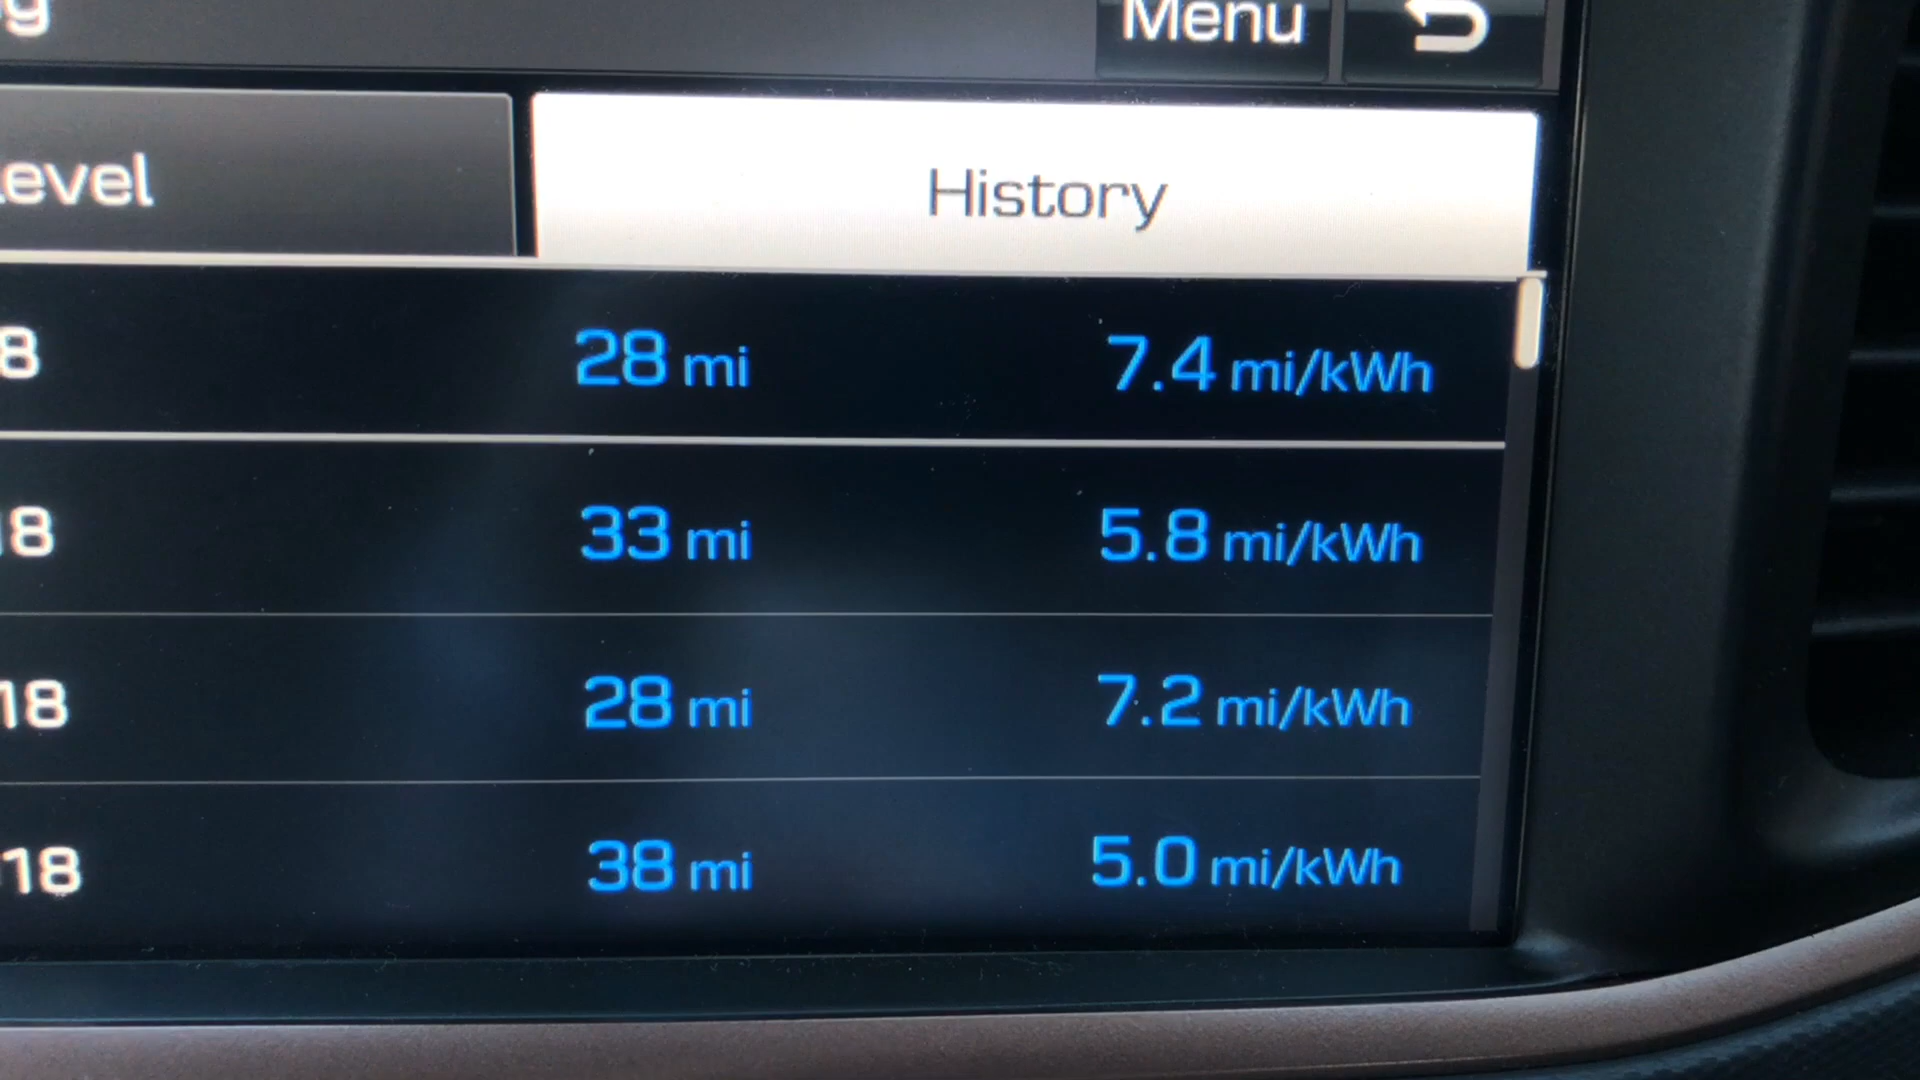 g Menu
Level History
8 28 mi 7.4 mi/kWh
18 33 mi 5.8 mi/kWh
18 28 mi 7.2 mi/kWh
18 38 mi 5.0 mi/kWh